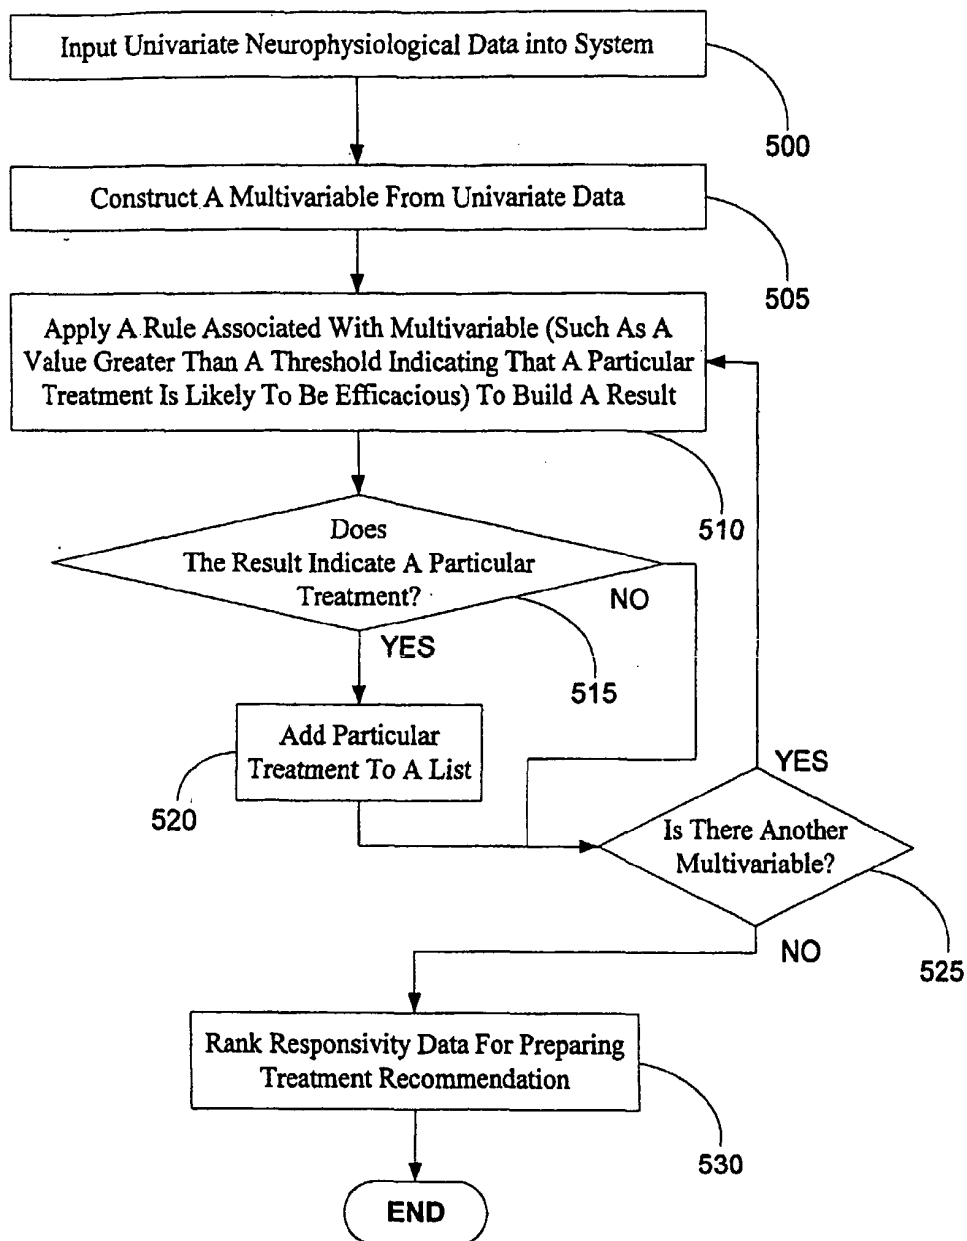 Input Univariate Neurophysiological Data into System
500
Construct A Multivariable From Univariate Data
505
Apply A Rule Associated With Multivariable (Such As A
Value Greater Than A Threshold Indicating That A Particular
Treatment Is Likely To Be Efficacious) To Build A Result
510
Does
The Result Indicate A Particular
Treatment?
NO
YES
515
Add Particular
Treatment To A List
520
YES
Is There Another
Multivariable?
NO
525
Rank Responsivity Data For Preparing
Treatment Recommendation
530
END